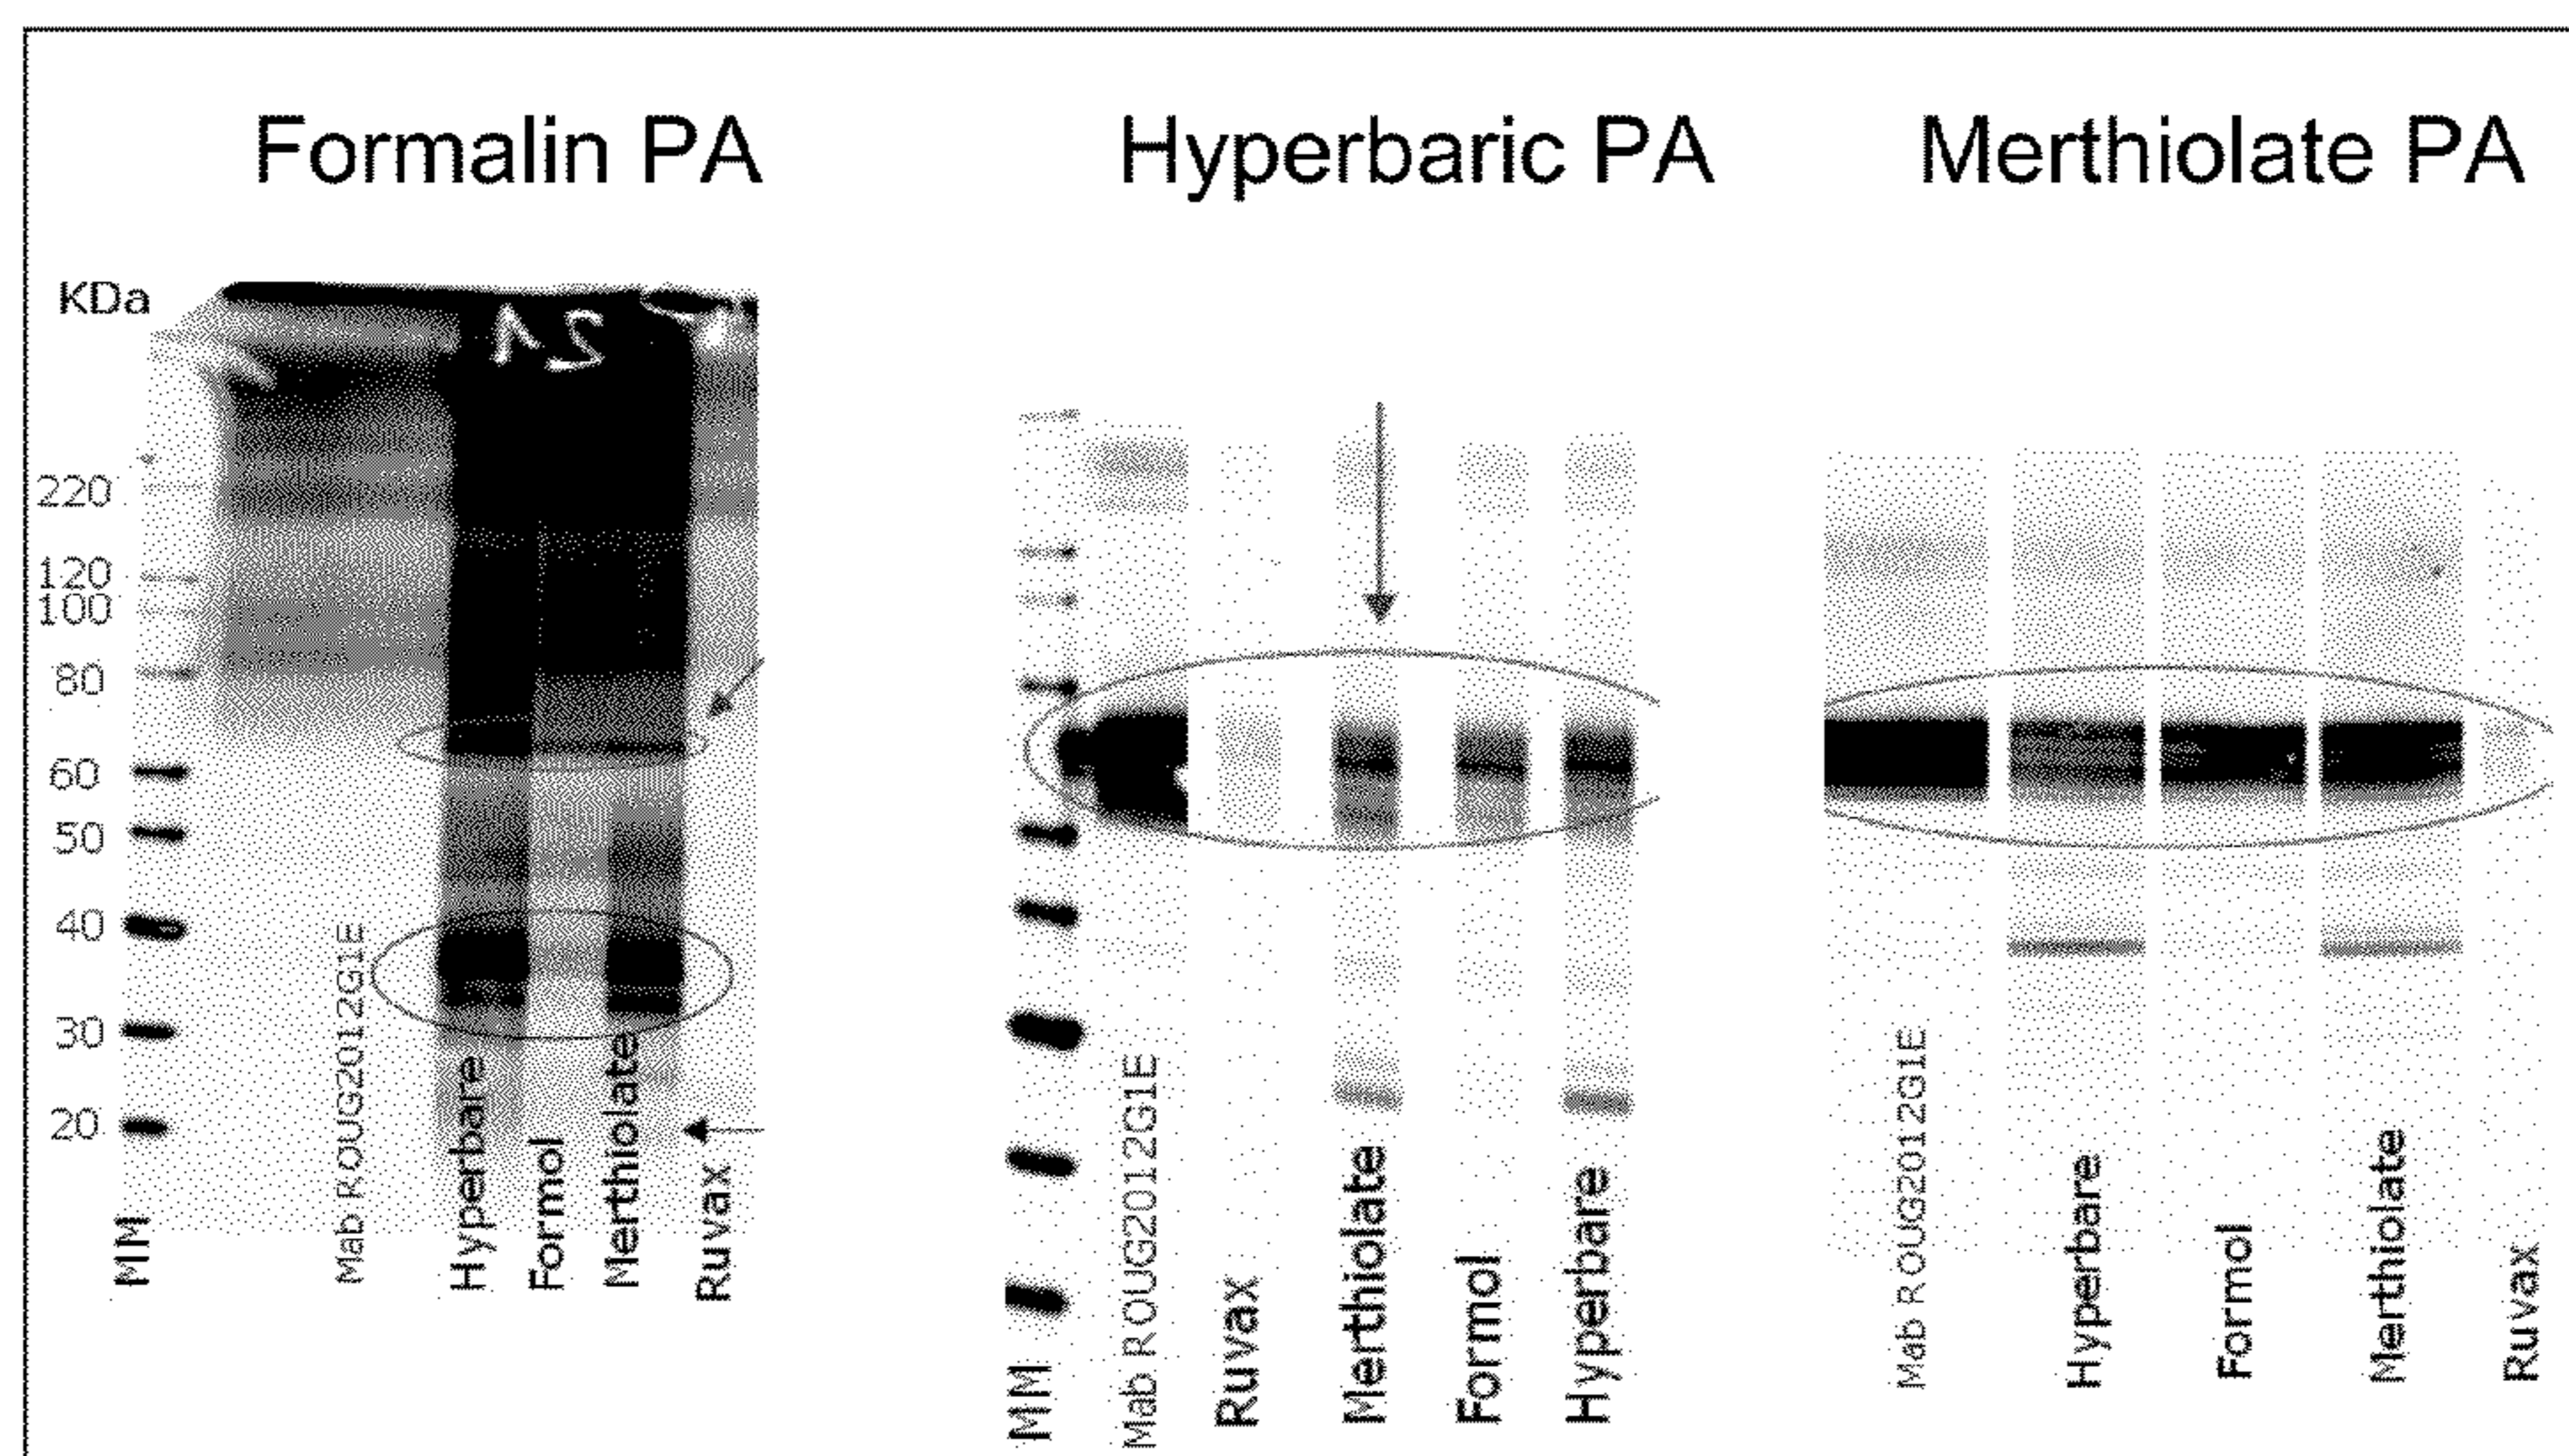 Formalin PA
Hyperbaric PA
Merthiolate PA
KDa
220
120
100
80
60
50
40
30
20
MM
Mab ROUG2012G1E
Hyperbare
Formol
Merthiolate
Ruvax
MM
Mab ROUG2012G1E
Ruvax
Merthiolate
Formol
Hyperbare
Mab ROUG2012G1E
Hyperbare
Formol
Merthiolate
Ruvax